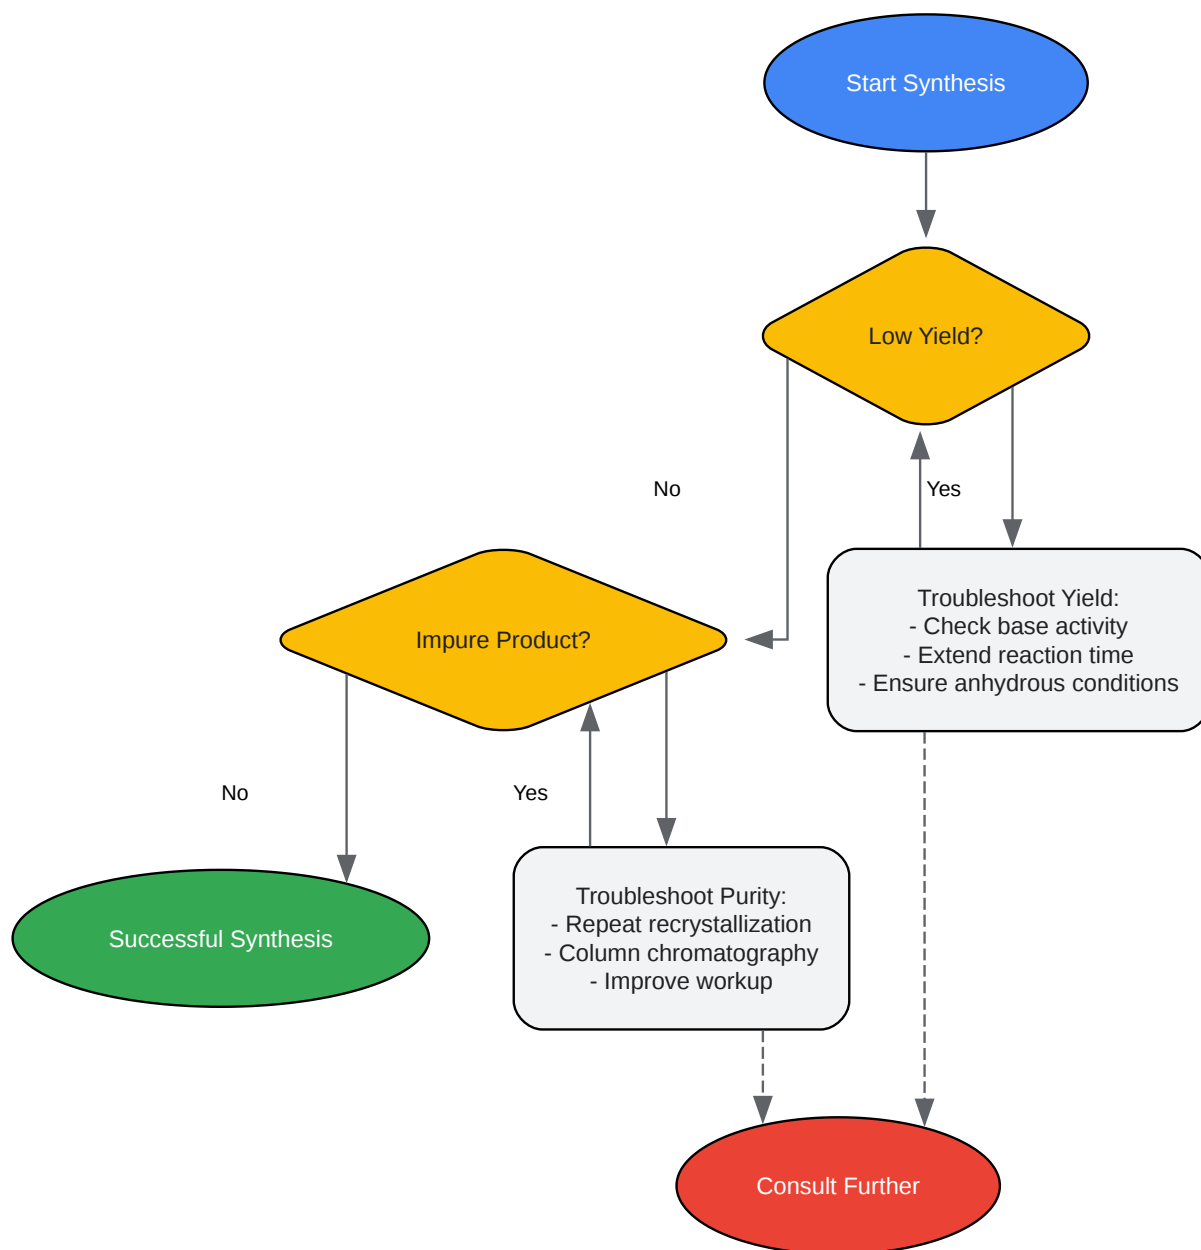 Start Synthesis
Low Yield?
No
Yes
Troubleshoot Yield:
- Check base activity
- Extend reaction time
- Ensure anhydrous conditions
Impure Product?
No
Yes
Troubleshoot Purity:
- Repeat recrystallization
- Column chromatography
- Improve workup
Successful Synthesis
Consult Further